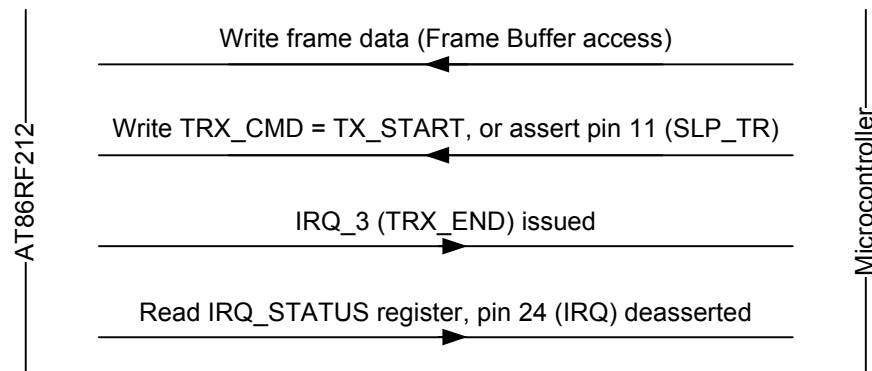 Write frame data (Frame Buffer access)
Write TRX_CMD = TX_START, or assert pin 11 (SLP_TR)
AT86RF212
Microcontroller
IRQ_3 (TRX_END) issued
Read IRQ_STATUS register, pin 24 (IRQ) deasserted